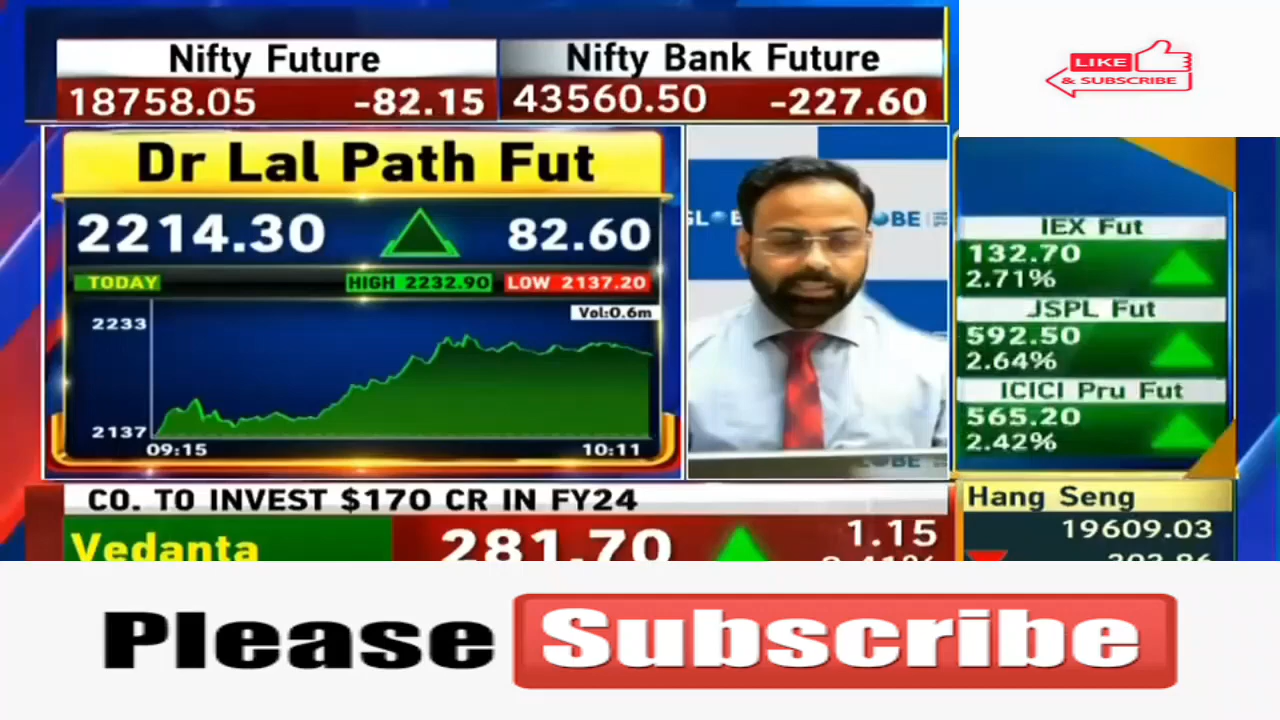 Nifty Future
18758.05 -82.15
Nifty Bank Future
43560.50 -227.60
LIKE
& SUBSCRIBE
Dr Lal Path Fut
2214.30 82.60
TODAY HIGH 2232.90 LOW 2137.20
Vol:0.6m
2233
2137
09:15 10:11
IEX Fut
132.70
2.71%
JSPL Fut
592.50
2.64%
ICICI Pru Fut
565.20
2.42%
CO. TO INVEST $170 CR IN FY24
Vedanta 281.70 1.15
Hang Seng
19609.03
Please Subscribe